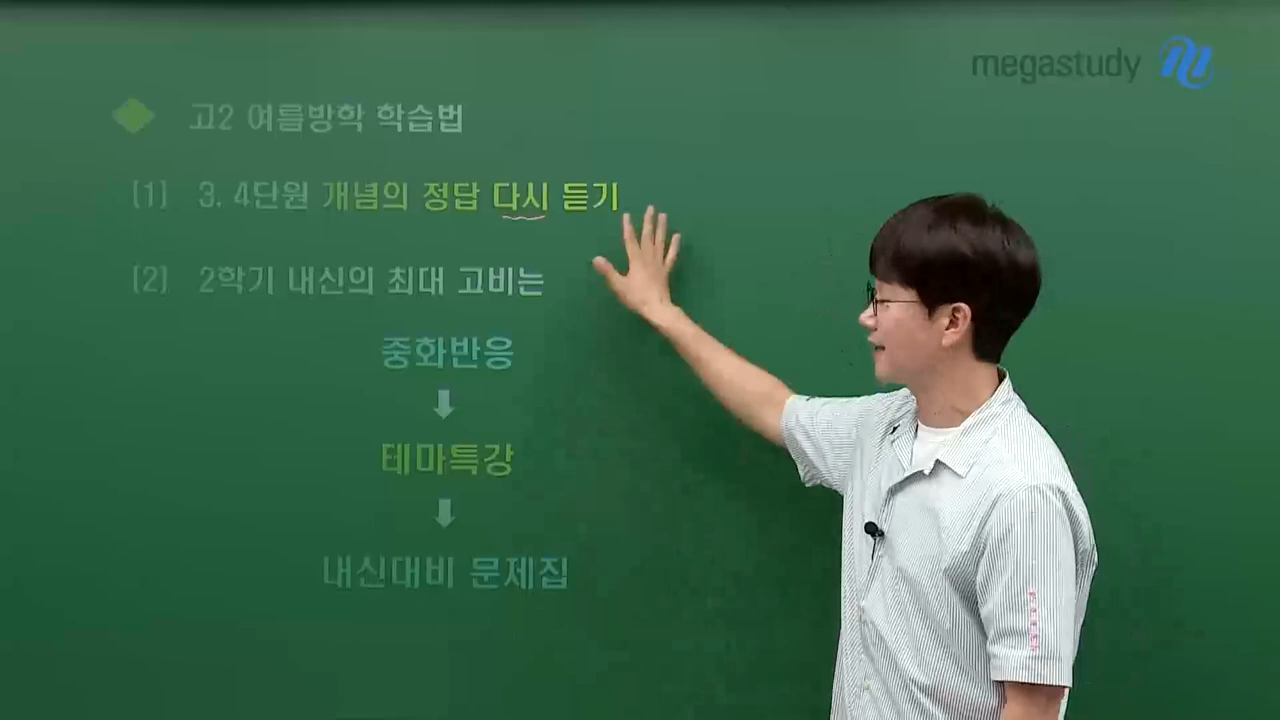 megastudy
고2 여름방학 학습법
[1] 3. 4단원 개념의 정답 다시 듣기
[2] 2학기 내신의 최대 고비는
중화반응
⬇
테마특강
⬇
내신대비 문제집